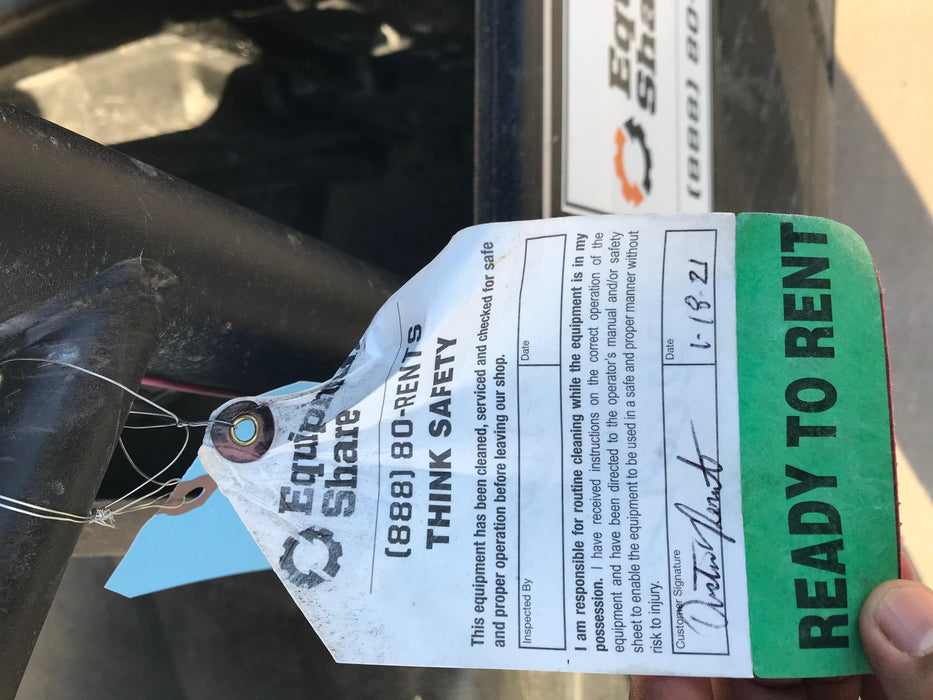 Equipment
Share
(888) 80-RENTS
THINK SAFETY
This equipment has been cleaned, serviced and checked for safe
and proper operation before leaving our shop.
Inspected By
Date
I am responsible for routine cleaning while the equipment is in my
possession. I have received instructions on the correct operation of the
equipment and have been directed to the operator's manual and/or safety
sheet to enable the equipment to be used in a safe and proper manner without
risk to injury.
Customer Signature
Date
1-18-21
READY TO RENT
Equ
Shar
(888) 80-